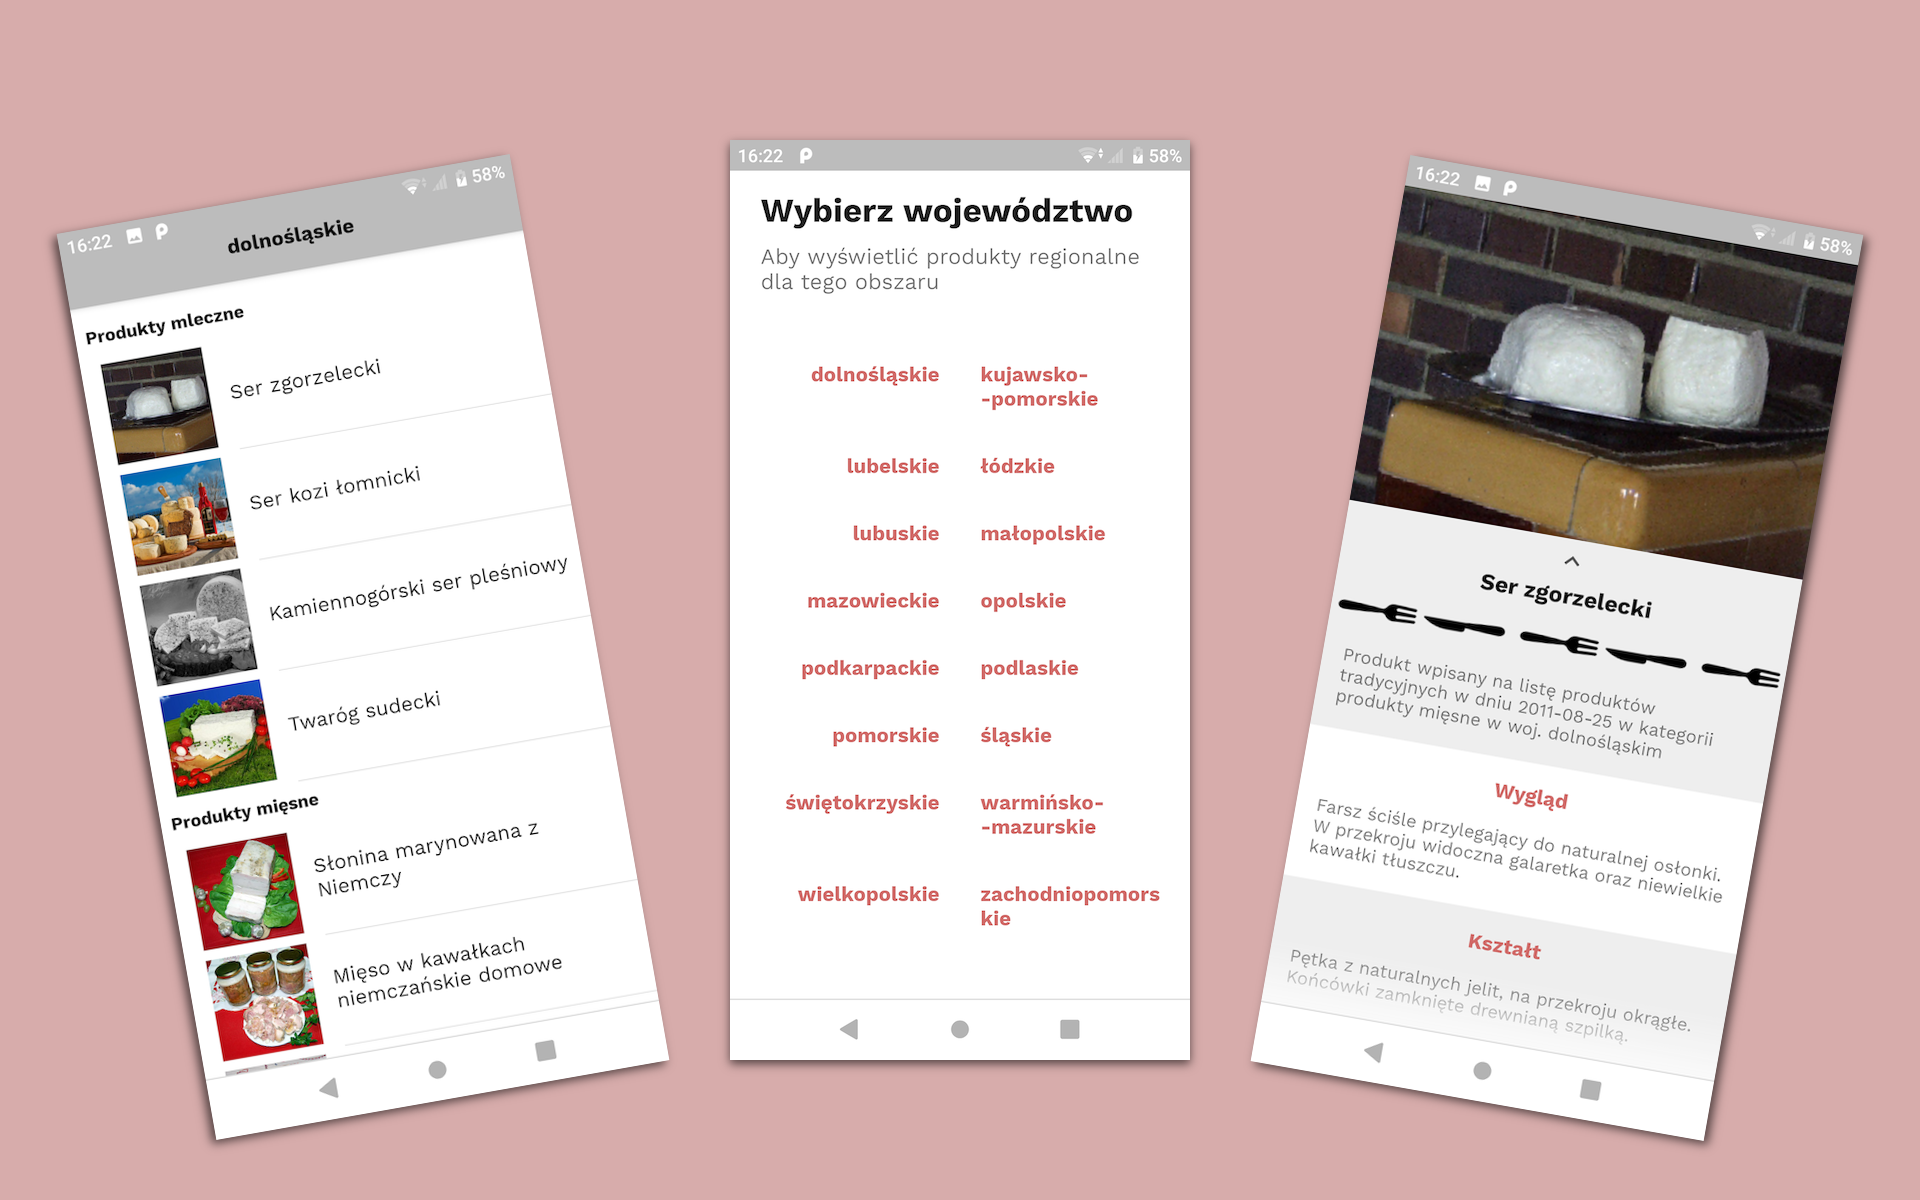 16:22
58%
dolnośląskie
Produkty mleczne
Ser zgorzelecki
Ser kozi łomnicki
Kamiennogórski ser pleśniowy
Twaróg sudecki
Produkty mięsne
Słonina marynowana z
Niemczy
Mięso w kawałkach
niemczańskie domowe
16:22
58%
Wybierz województwo
Aby wyświetlić produkty regionalne
dla tego obszaru
dolnośląskie
kujawsko-
-pomorskie
lubelskie
łódzkie
lubuskie
małopolskie
mazowieckie
opolskie
podkarpackie
podlaskie
pomorskie
śląskie
świętokrzyskie
warmińsko-
-mazurskie
wielkopolskie
zachodniopomors
kie
16:22
58%
Ser zgorzelecki
Produkt wpisany na listę produktów
tradycyjnych w dniu 2011-08-25 w kategorii
produkty mięsne w woj. dolnośląskim
Wygląd
Farsz ściśle przylegający do naturalnej osłonki.
W przekroju widoczna galaretka oraz niewielkie
kawałki tłuszczu.
Kształt
Pętka z naturalnych jelit, na przekroju okrągłe.
Końcówki zamknięte drewnianą szpilką.